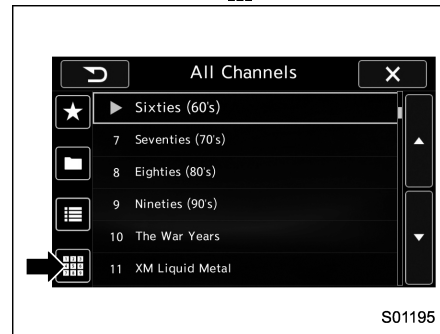 All Channels
Sixties (60's)
7 Seventies (70's)
8 Eighties (80's)
9 Nineties (90's)
10 The War Years
11 XM Liquid Metal
S01195